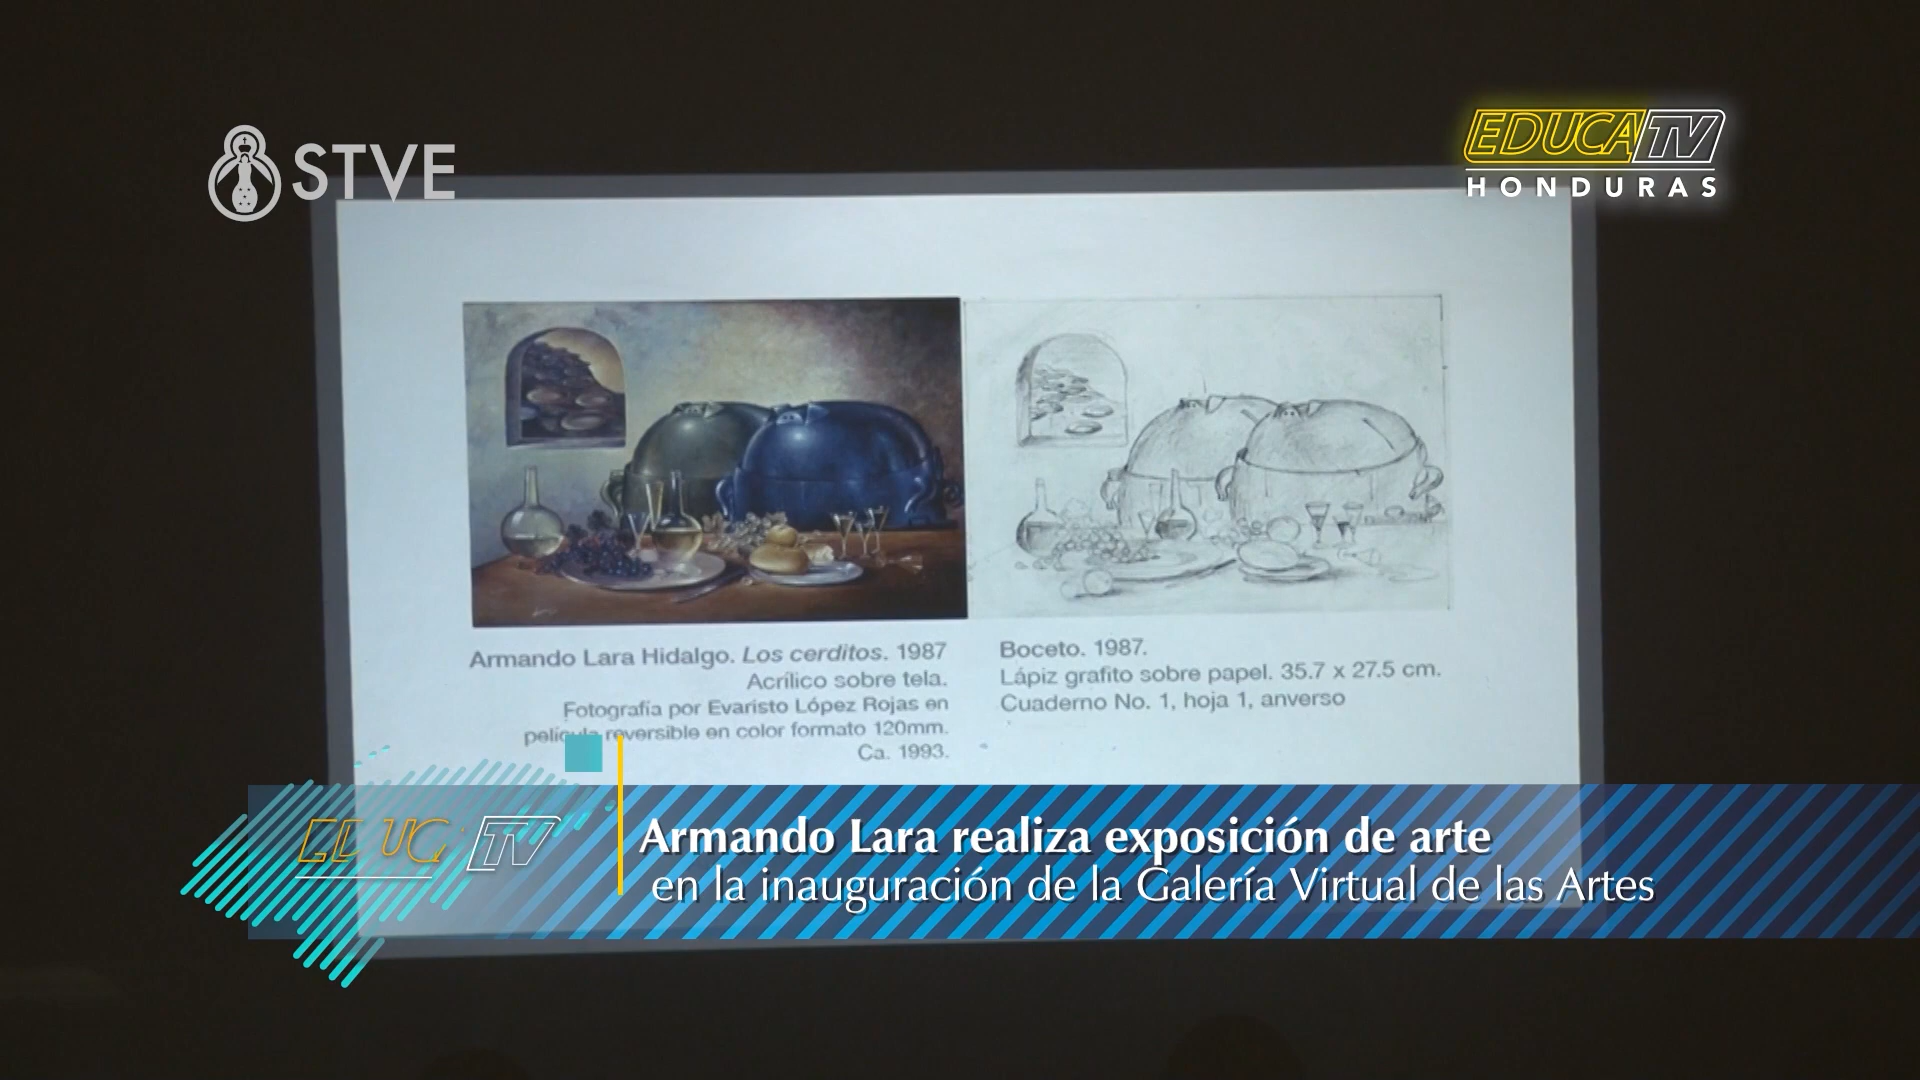 STVE
EDUCATV
HONDURAS
Armando Lara Hidalgo. Los cerditos. 1987
Acrílico sobre tela.
Fotografía por Evaristo López Rojas en
película reversible en color formato 120mm.
Ca. 1993.
Boceto. 1987.
Lápiz grafito sobre papel. 35.7 x 27.5 cm.
Cuaderno No. 1, hoja 1, anverso
EDUC TV
Armando Lara realiza exposición de arte
en la inauguración de la Galería Virtual de las Artes